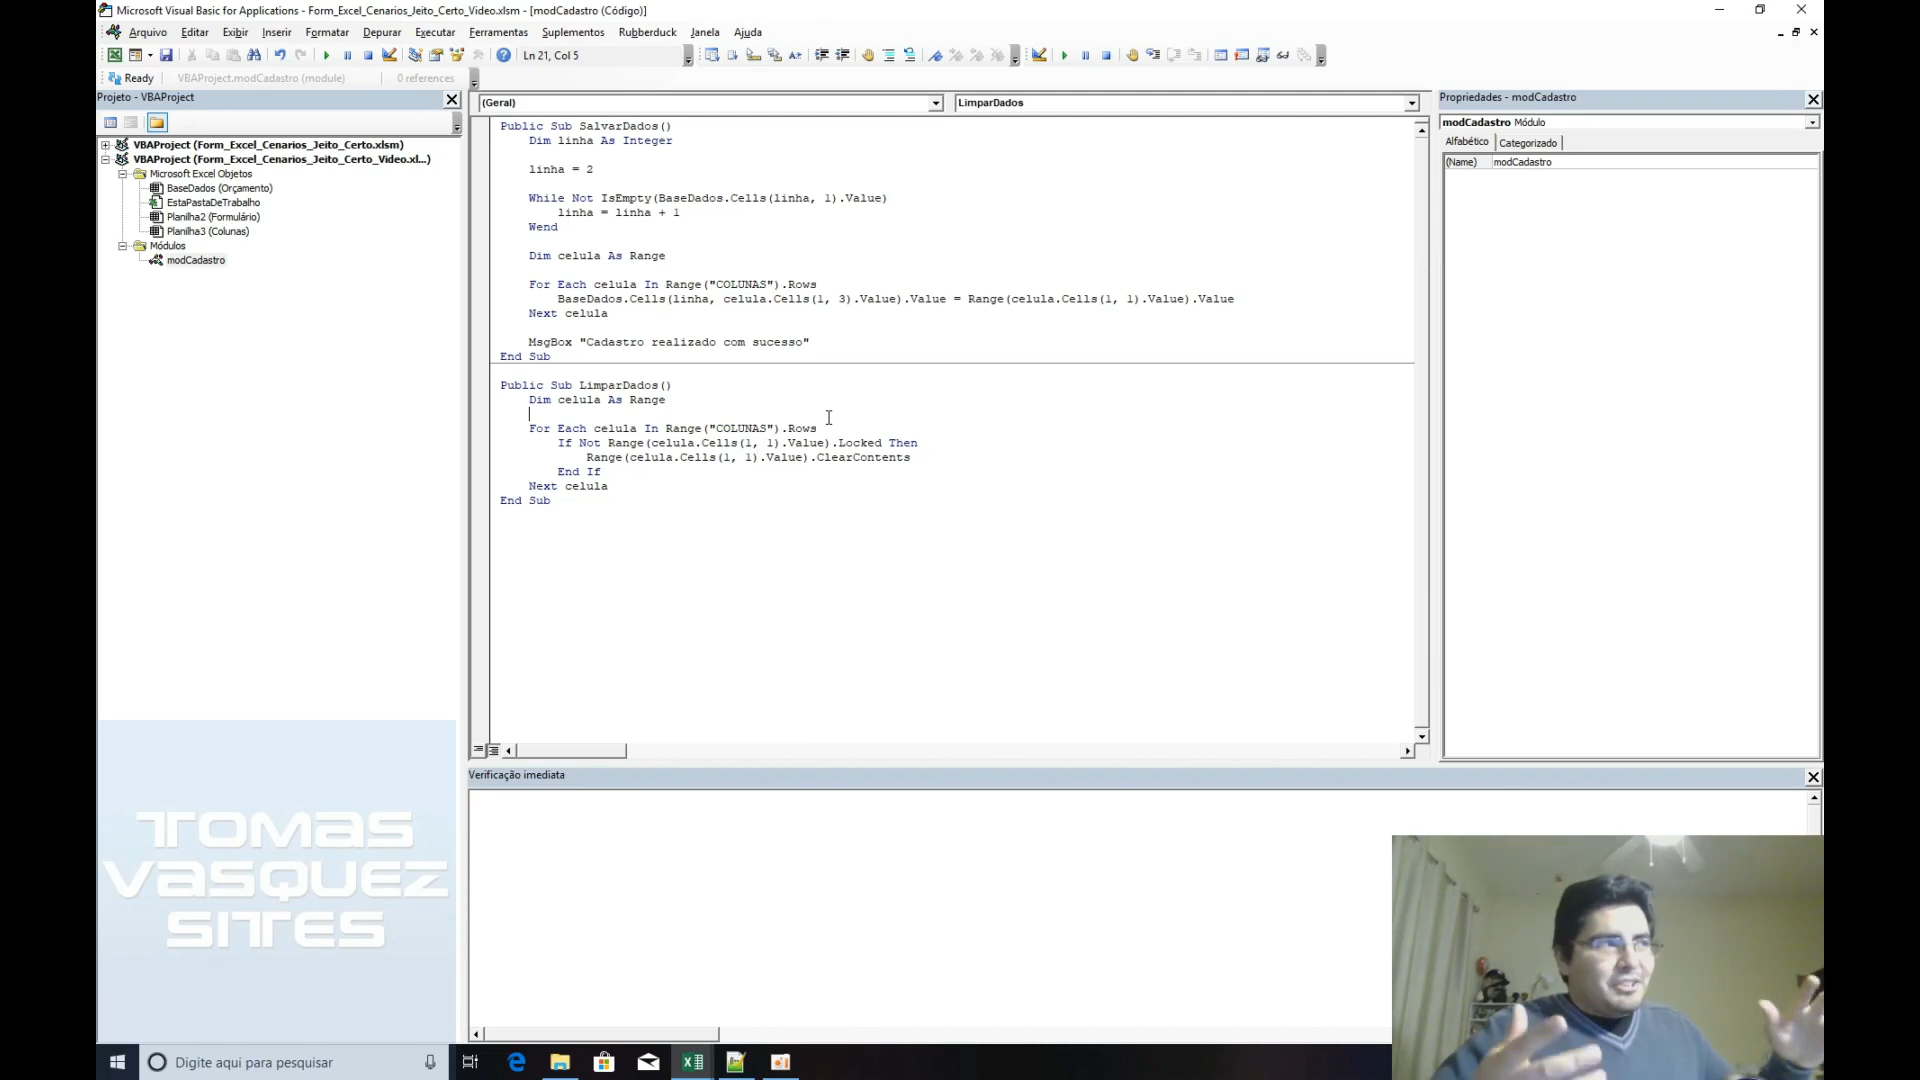 Microsoft Visual Basic for Applications - Form_Excel_Cenarios_Jeito_Certo_Video.xlsm - [modCadastro (Código)]
Arquivo Editar Exibir Inserir Formatar Depurar Executar Ferramentas Suplementos Rubberduck Janela Ajuda
Ln 21, Col 5
Ready VBAProject.modCadastro (module) 0 references
Projeto - VBAProject
VBAProject (Form_Excel_Cenarios_Jeito_Certo.xlsm)
VBAProject (Form_Excel_Cenarios_Jeito_Certo_Video.xl...)
Microsoft Excel Objetos
BaseDados (Orçamento)
EstaPastaDeTrabalho
Planilha2 (Formulário)
Planilha3 (Colunas)
Módulos
modCadastro
(Geral) LimparDados
Public Sub SalvarDados()
Dim linha As Integer
linha = 2
While Not IsEmpty(BaseDados.Cells(linha, 1).Value)
linha = linha + 1
Wend
Dim celula As Range
For Each celula In Range("COLUNAS").Rows
BaseDados.Cells(linha, celula.Cells(1, 3).Value).Value = Range(celula.Cells(1, 1).Value).Value
Next celula
MsgBox "Cadastro realizado com sucesso"
End Sub
Public Sub LimparDados()
Dim celula As Range
For Each celula In Range("COLUNAS").Rows
If Not Range(celula.Cells(1, 1).Value).Locked Then
Range(celula.Cells(1, 1).Value).ClearContents
End If
Next celula
End Sub
Propriedades - modCadastro
modCadastro Módulo
Alfabético Categorizado
(Name) modCadastro
Verificação imediata
TOMAS
VASQUEZ
SITES
Digite aqui para pesquisar